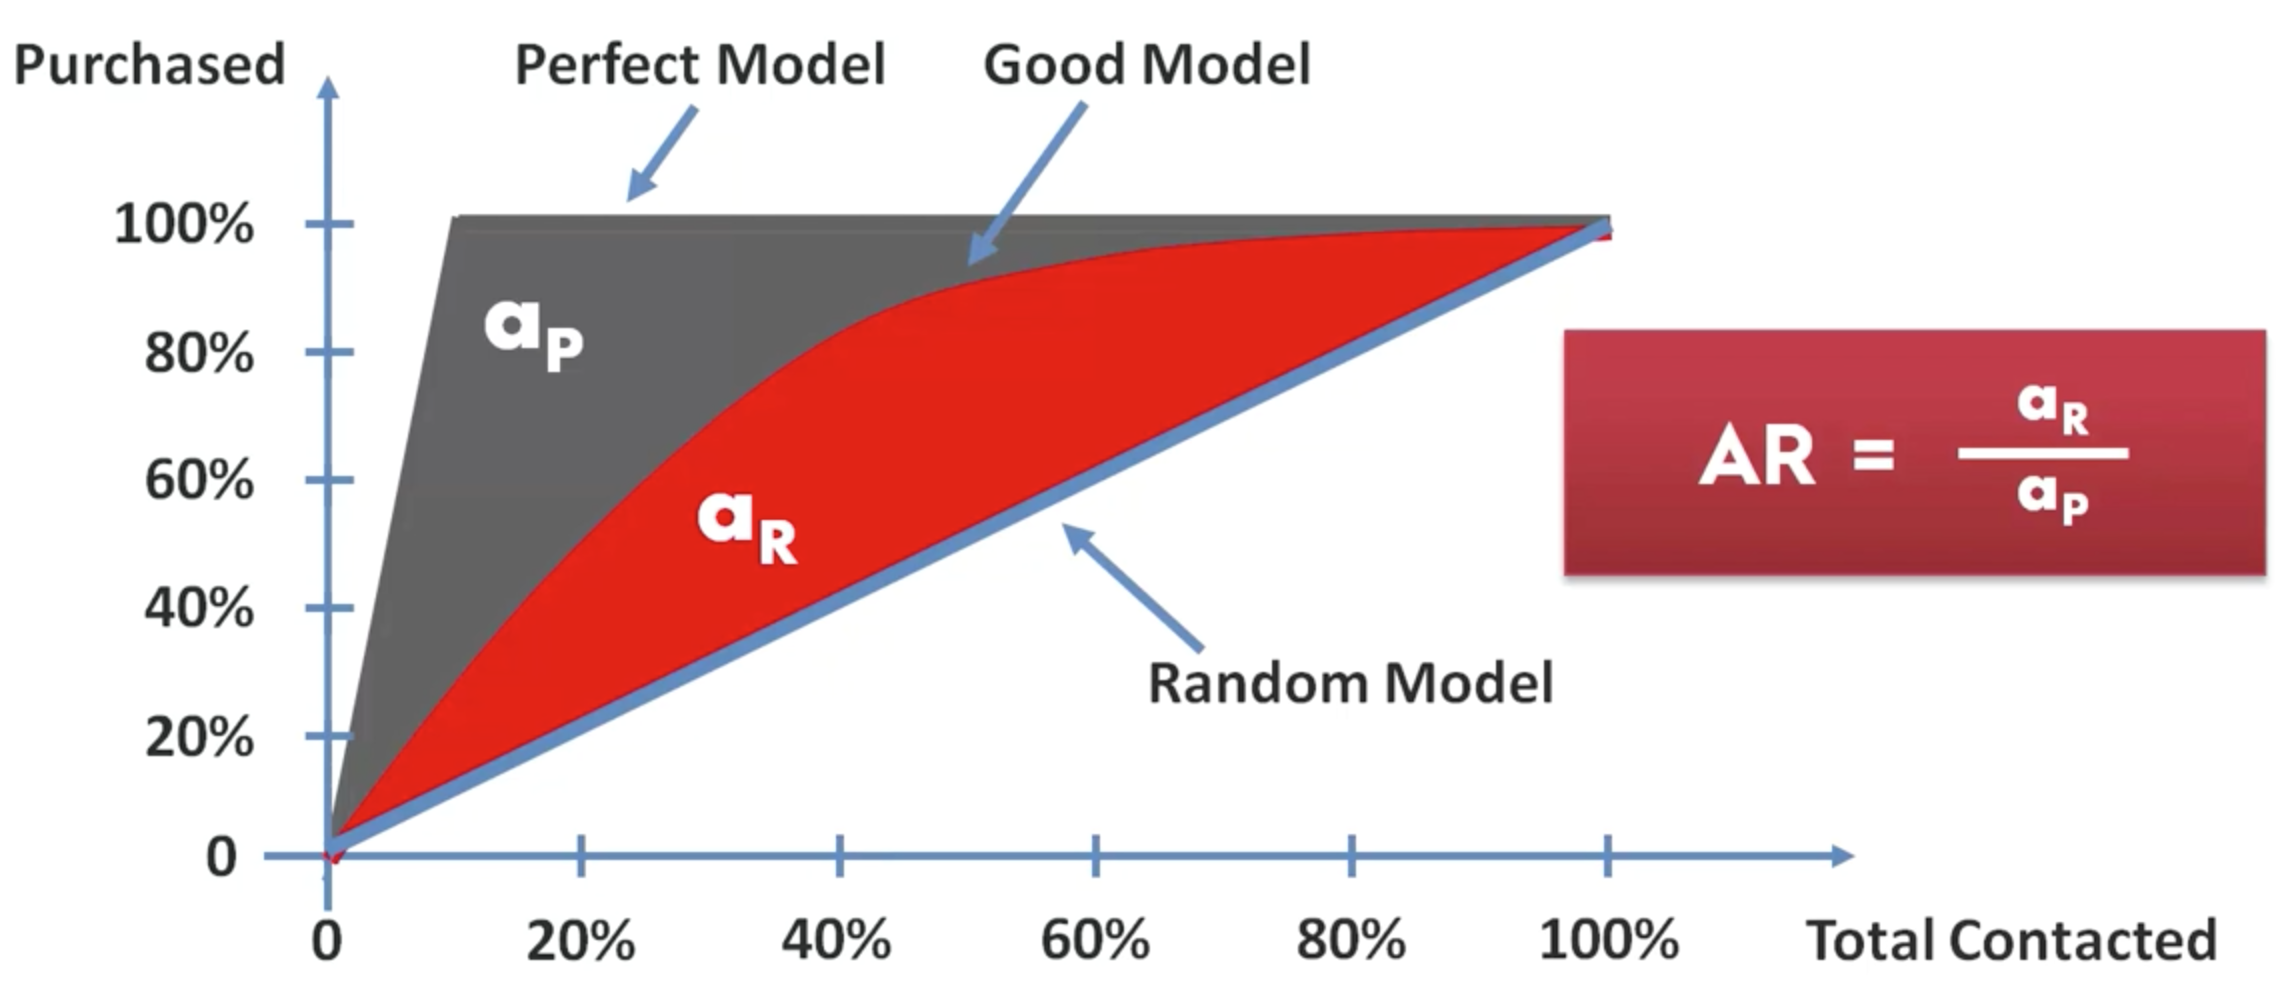 Purchased
Perfect Model
Good Model
100%
80%
60%
40%
20%
0
aP
aR
AR = aR
aP
Random Model
0
20%
40%
60%
80%
100%
Total Contacted